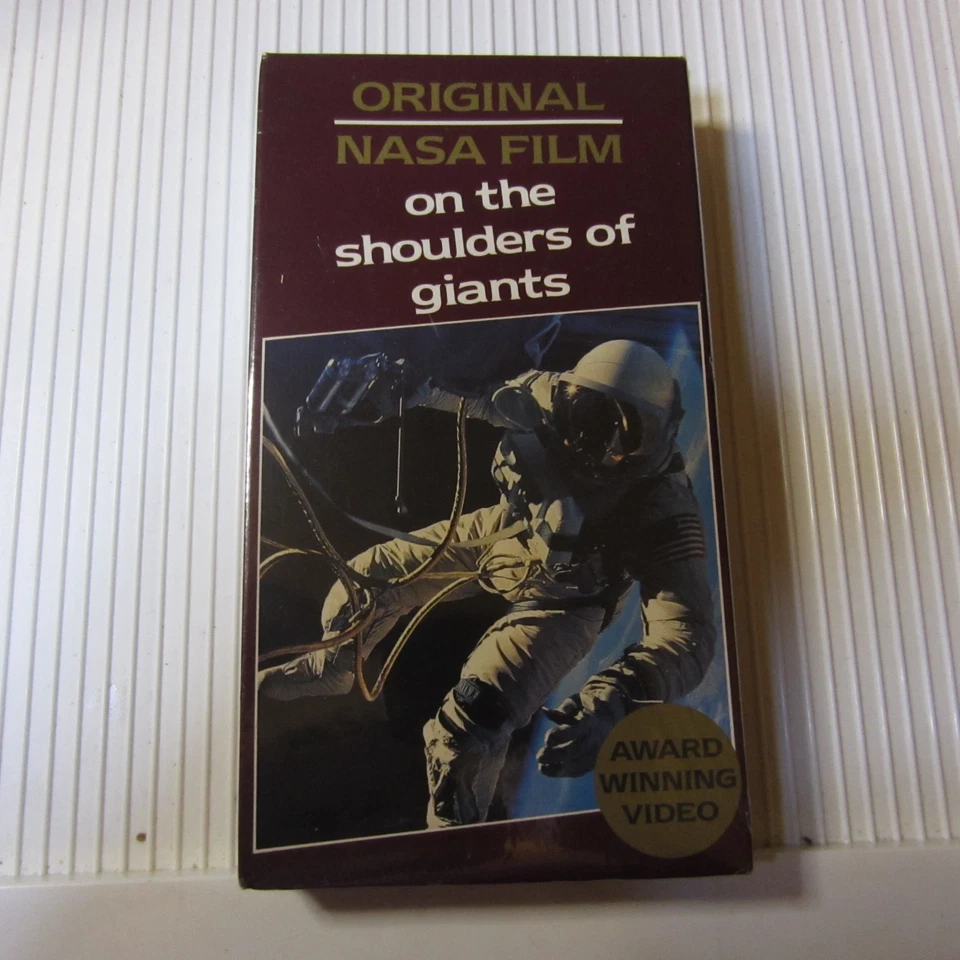 ORIGINAL
NASA FILM
on the
shoulders of
giants
AWARD
WINNING
VIDEO